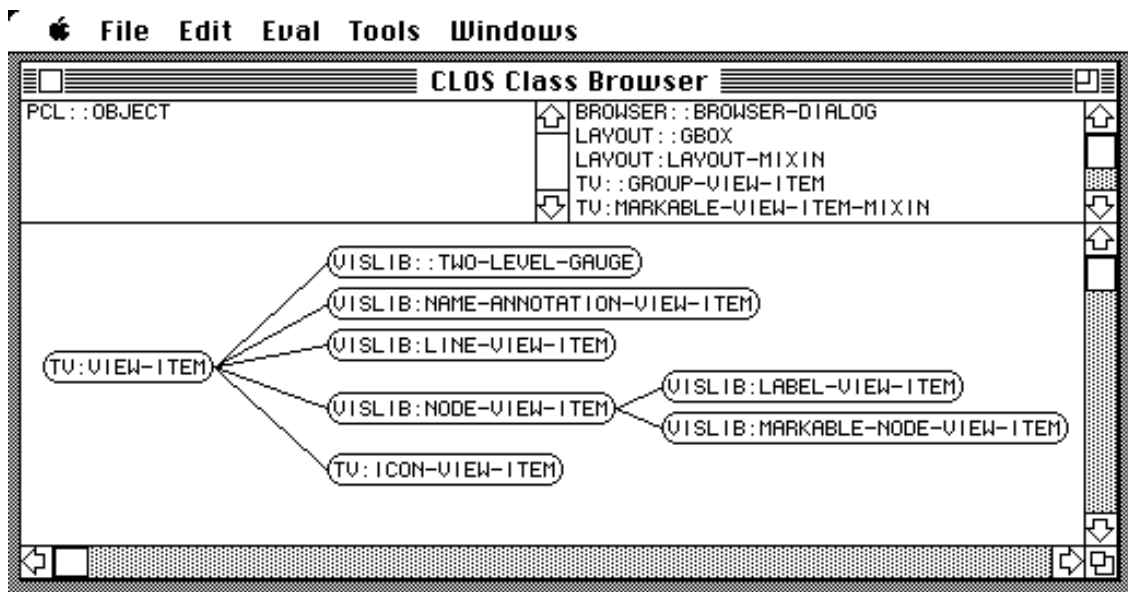 File Edit Eval Tools Windows
CLOS Class Browser
PCL::OBJECT
BROWSER::BROWSER-DIALOG
LAYOUT::GBOX
LAYOUT:LAYOUT-MIXIN
TV::GROUP-VIEW-ITEM
TV:MARKABLE-VIEW-ITEM-MIXIN
VISLIB::TWO-LEVEL-GAUGE
VISLIB:NAME-ANNOTATION-VIEW-ITEM
VISLIB:LINE-VIEW-ITEM
TV:VIEW-ITEM
VISLIB:LABEL-VIEW-ITEM
VISLIB:NODE-VIEW-ITEM
VISLIB:MARKABLE-NODE-VIEW-ITEM
TV:ICON-VIEW-ITEM